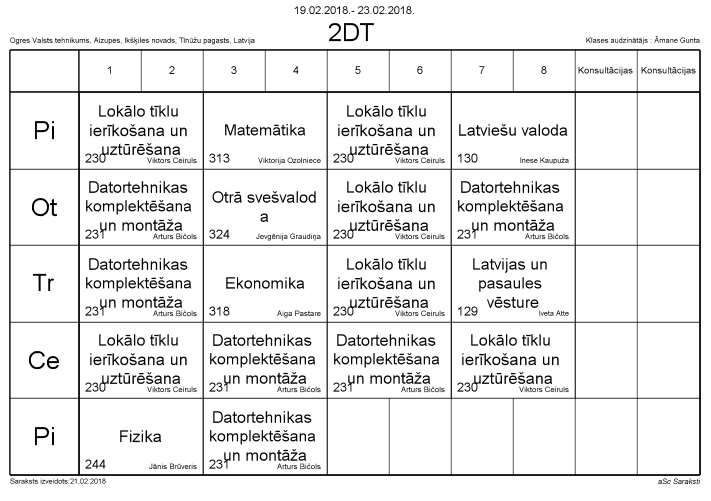 19.02.2018.- 23.02.2018.
Ogres Valsts tehnikums, Aizupes, Ikšķiles novads, Tīnūžu pagasts, Latvija
2DT
Klases audzinātājs : Āmane Gunta
1 2 3 4 5 6 7 8 Konsultācijas Konsultācijas
Pi
Lokālo tīklu
ierīkošana un
uztūrēšana
230 Viktors Ceiruls
Matemātika
313 Viktorija Ozolniece
Lokālo tīklu
ierīkošana un
uztūrēšana
230 Viktors Ceiruls
Latviešu valoda
130 Inese Kaupuža
Ot
Datortehnikas
komplektēšana
un montāža
231 Arturs Bičols
Otrā svešvalod
a
324 Jevgēnija Graudiņa
Lokālo tīklu
ierīkošana un
uztūrēšana
230 Viktors Ceiruls
Datortehnikas
komplektēšana
un montāža
231 Arturs Bičols
Tr
Datortehnikas
komplektēšana
un montāža
231 Arturs Bičols
Ekonomika
318 Aiga Pastare
Lokālo tīklu
ierīkošana un
uztūrēšana
230 Viktors Ceiruls
Latvijas un
pasaules
vēsture
129 Iveta Atte
Ce
Lokālo tīklu
ierīkošana un
uztūrēšana
230 Viktors Ceiruls
Datortehnikas
komplektēšana
un montāža
231 Arturs Bičols
Datortehnikas
komplektēšana
un montāža
231 Arturs Bičols
Lokālo tīklu
ierīkošana un
uztūrēšana
230 Viktors Ceiruls
Pi
Fizika
244 Jānis Brūveris
Datortehnikas
komplektēšana
un montāža
231 Arturs Bičols
Saraksts izveidots:21.02.2018
aSc Saraksti